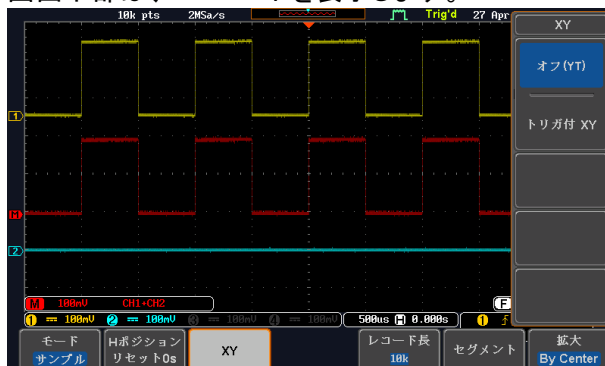 10k pts 2MSa/s Trig'd 27 Apr
XY
オフ(YT)
トリガ付 XY
1
M
2
M 100mV CH1+CH2 F
1 100mV 2 100mV 3 100mV 4 100mV 500us H 0.000s 1
モード
サンプル
Hポジション
リセット0s
XY
レコード長
10k
セグメント
拡大
By Center